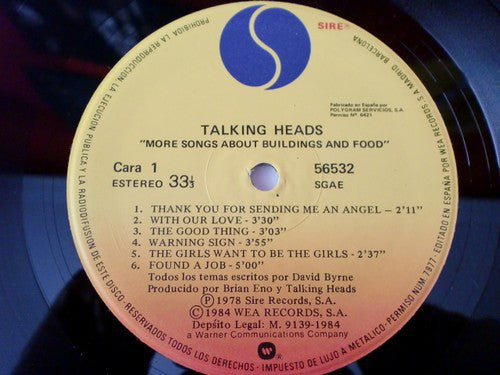 SIRE®
Fabricado en España por
POLYGRAM SERVICIOS, S.A.
Permiso Nº. 6421
TALKING HEADS
"MORE SONGS ABOUT BUILDINGS AND FOOD"
Cara 1
56532
ESTEREO 33⅓
SGAE
1. THANK YOU FOR SENDING ME AN ANGEL – 2'11"
2. WITH OUR LOVE - 3'30"
3. THE GOOD THING - 3'03"
4. WARNING SIGN - 3'55"
5. THE GIRLS WANT TO BE THE GIRLS - 2'37"
6. FOUND A JOB - 5'00"
Todos los temas escritos por David Byrne
Producido por Brian Eno y Talking Heads
Ⓟ 1978 Sire Records, S.A.
© 1984 WEA Records, S.A.
Depósito Legal: M. 9139-1984
a Warner Communications Company
PROHIBIDA LA REPRODUCCION, LA EJECUCION PUBLICA Y LA RADIODIFUSION DE ESTE DISCO. RESERVADOS TODOS LOS DERECHOS - IMPUESTO DE LUJO A METALICO - PERMISO NUM 7977 - EDITADO EN ESPAÑA POR WEA RECORDS S A MADRID BARCELONA